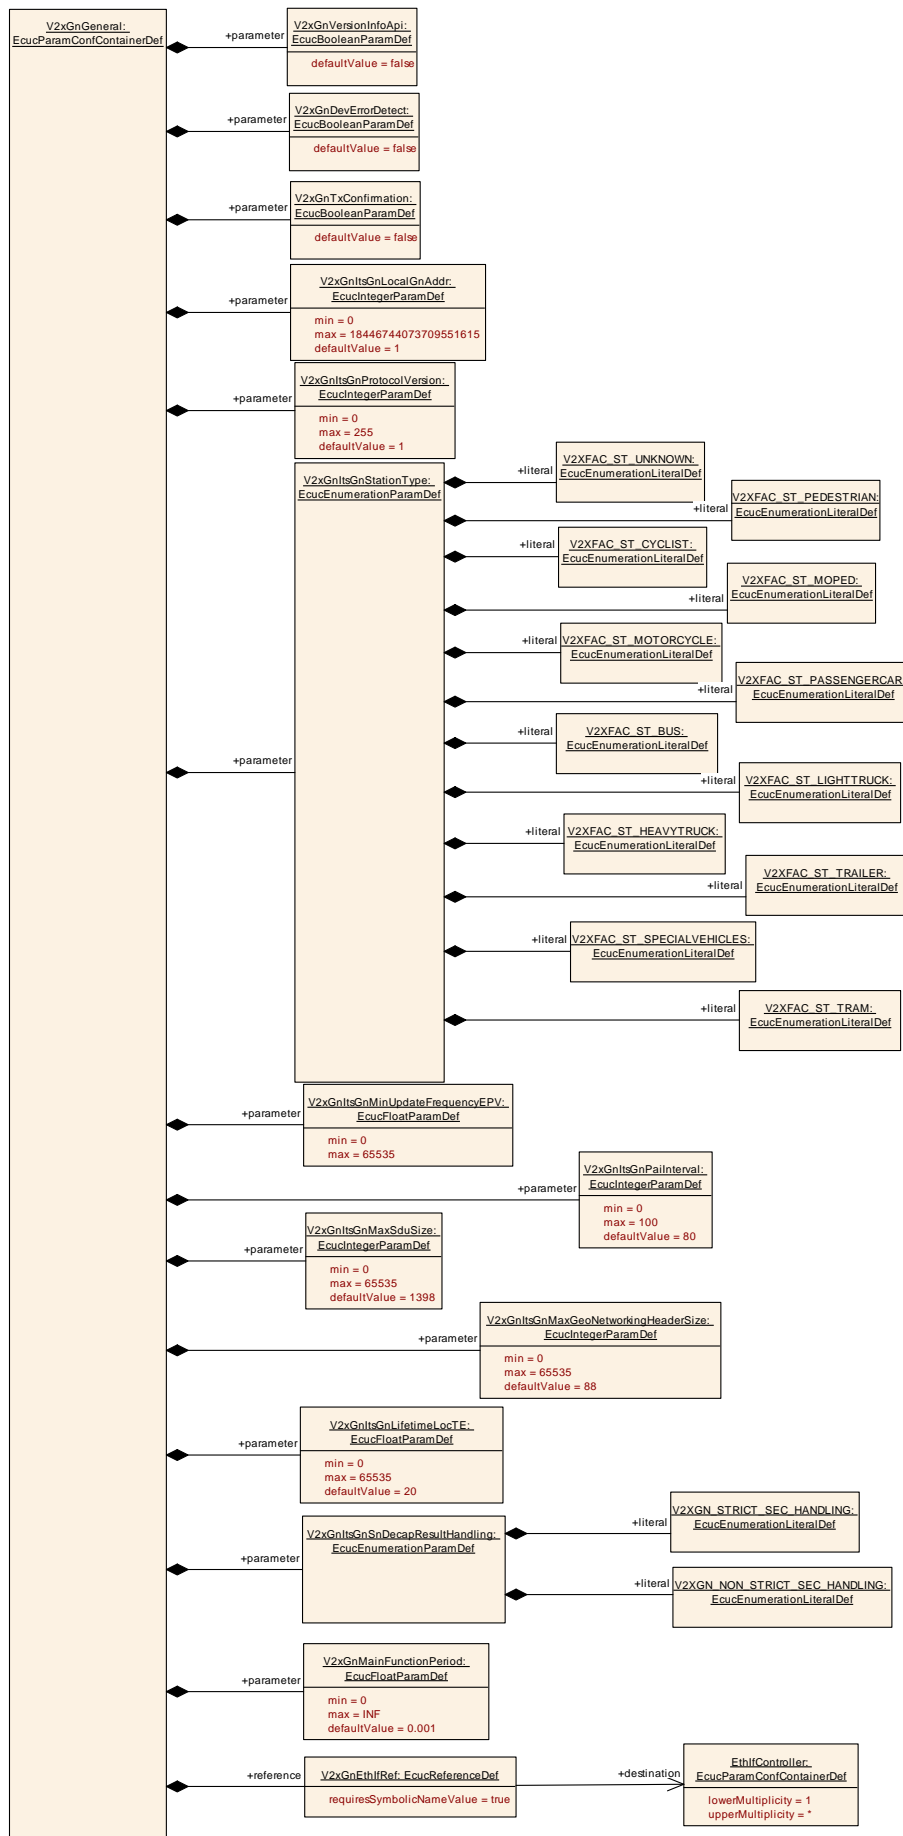 V2xGnGeneral:
EcucParamConfContainerDef
+parameter
V2xGnVersionInfoApi:
EcucBooleanParamDef
defaultValue = false
+parameter
V2xGnDevErrorDetect:
EcucBooleanParamDef
defaultValue = false
+parameter
V2xGnTxConfirmation:
EcucBooleanParamDef
defaultValue = false
+parameter
V2xGnItsGnLocalGnAddr:
EcucIntegerParamDef
min = 0
max = 18446744073709551615
defaultValue = 1
+parameter
V2xGnItsGnProtocolVersion:
EcucIntegerParamDef
min = 0
max = 255
defaultValue = 1
+parameter
V2xGnItsGnStationType:
EcucEnumerationParamDef
+literal
V2XFAC_ST_UNKNOWN:
EcucEnumerationLiteralDef
+literal
V2XFAC_ST_PEDESTRIAN:
EcucEnumerationLiteralDef
+literal
V2XFAC_ST_CYCLIST:
EcucEnumerationLiteralDef
+literal
V2XFAC_ST_MOPED:
EcucEnumerationLiteralDef
+literal
V2XFAC_ST_MOTORCYCLE:
EcucEnumerationLiteralDef
+literal
V2XFAC_ST_PASSENGERCAR
EcucEnumerationLiteralDef
+literal
V2XFAC_ST_BUS:
EcucEnumerationLiteralDef
+literal
V2XFAC_ST_LIGHTTRUCK:
EcucEnumerationLiteralDef
+literal
V2XFAC_ST_HEAVYTRUCK:
EcucEnumerationLiteralDef
+literal
V2XFAC_ST_TRAILER:
EcucEnumerationLiteralDef
+literal
V2XFAC_ST_SPECIALVEHICLES:
EcucEnumerationLiteralDef
+literal
V2XFAC_ST_TRAM:
EcucEnumerationLiteralDef
+parameter
V2xGnItsGnMinUpdateFrequencyEPV:
EcucFloatParamDef
min = 0
max = 65535
+parameter
V2xGnItsGnPaiInterval:
EcucIntegerParamDef
min = 0
max = 100
defaultValue = 80
+parameter
V2xGnItsGnMaxSduSize:
EcucIntegerParamDef
min = 0
max = 65535
defaultValue = 1398
+parameter
V2xGnItsGnMaxGeoNetworkingHeaderSize:
EcucIntegerParamDef
min = 0
max = 65535
defaultValue = 88
+parameter
V2xGnItsGnLifetimeLocTE:
EcucFloatParamDef
min = 0
max = 65535
defaultValue = 20
+parameter
V2xGnItsGnSnDecapResultHandling:
EcucEnumerationParamDef
+literal
V2XGN_STRICT_SEC_HANDLING:
EcucEnumerationLiteralDef
+literal
V2XGN_NON_STRICT_SEC_HANDLING:
EcucEnumerationLiteralDef
+parameter
V2xGnMainFunctionPeriod:
EcucFloatParamDef
min = 0
max = INF
defaultValue = 0.001
+reference
V2xGnEthIfRef: EcucReferenceDef
requiresSymbolicNameValue = true
+destination
EthIfController:
EcucParamConfContainerDef
lowerMultiplicity = 1
upperMultiplicity = *